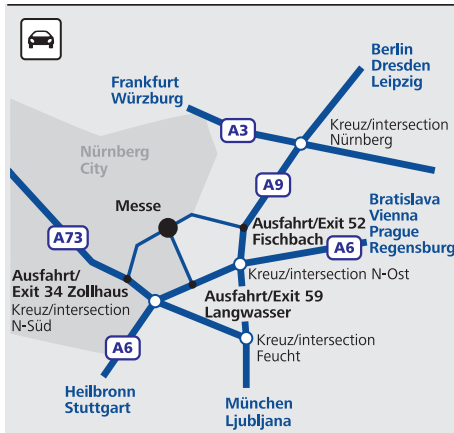 Berlin
Dresden
Leipzig
Frankfurt
Würzburg
A3
Kreuz/intersection
Nürnberg
Nürnberg
City
A9
Messe
Ausfahrt/Exit 52
Fischbach
Bratislava
Vienna
Prague
Regensburg
A73
A6
Ausfahrt/
Exit 34 Zollhaus
Kreuz/intersection
N-Süd
Kreuz/intersection N-Ost
Ausfahrt/Exit 59
Langwasser
A6
Kreuz/intersection
Feucht
Heilbronn
Stuttgart
München
Ljubljana